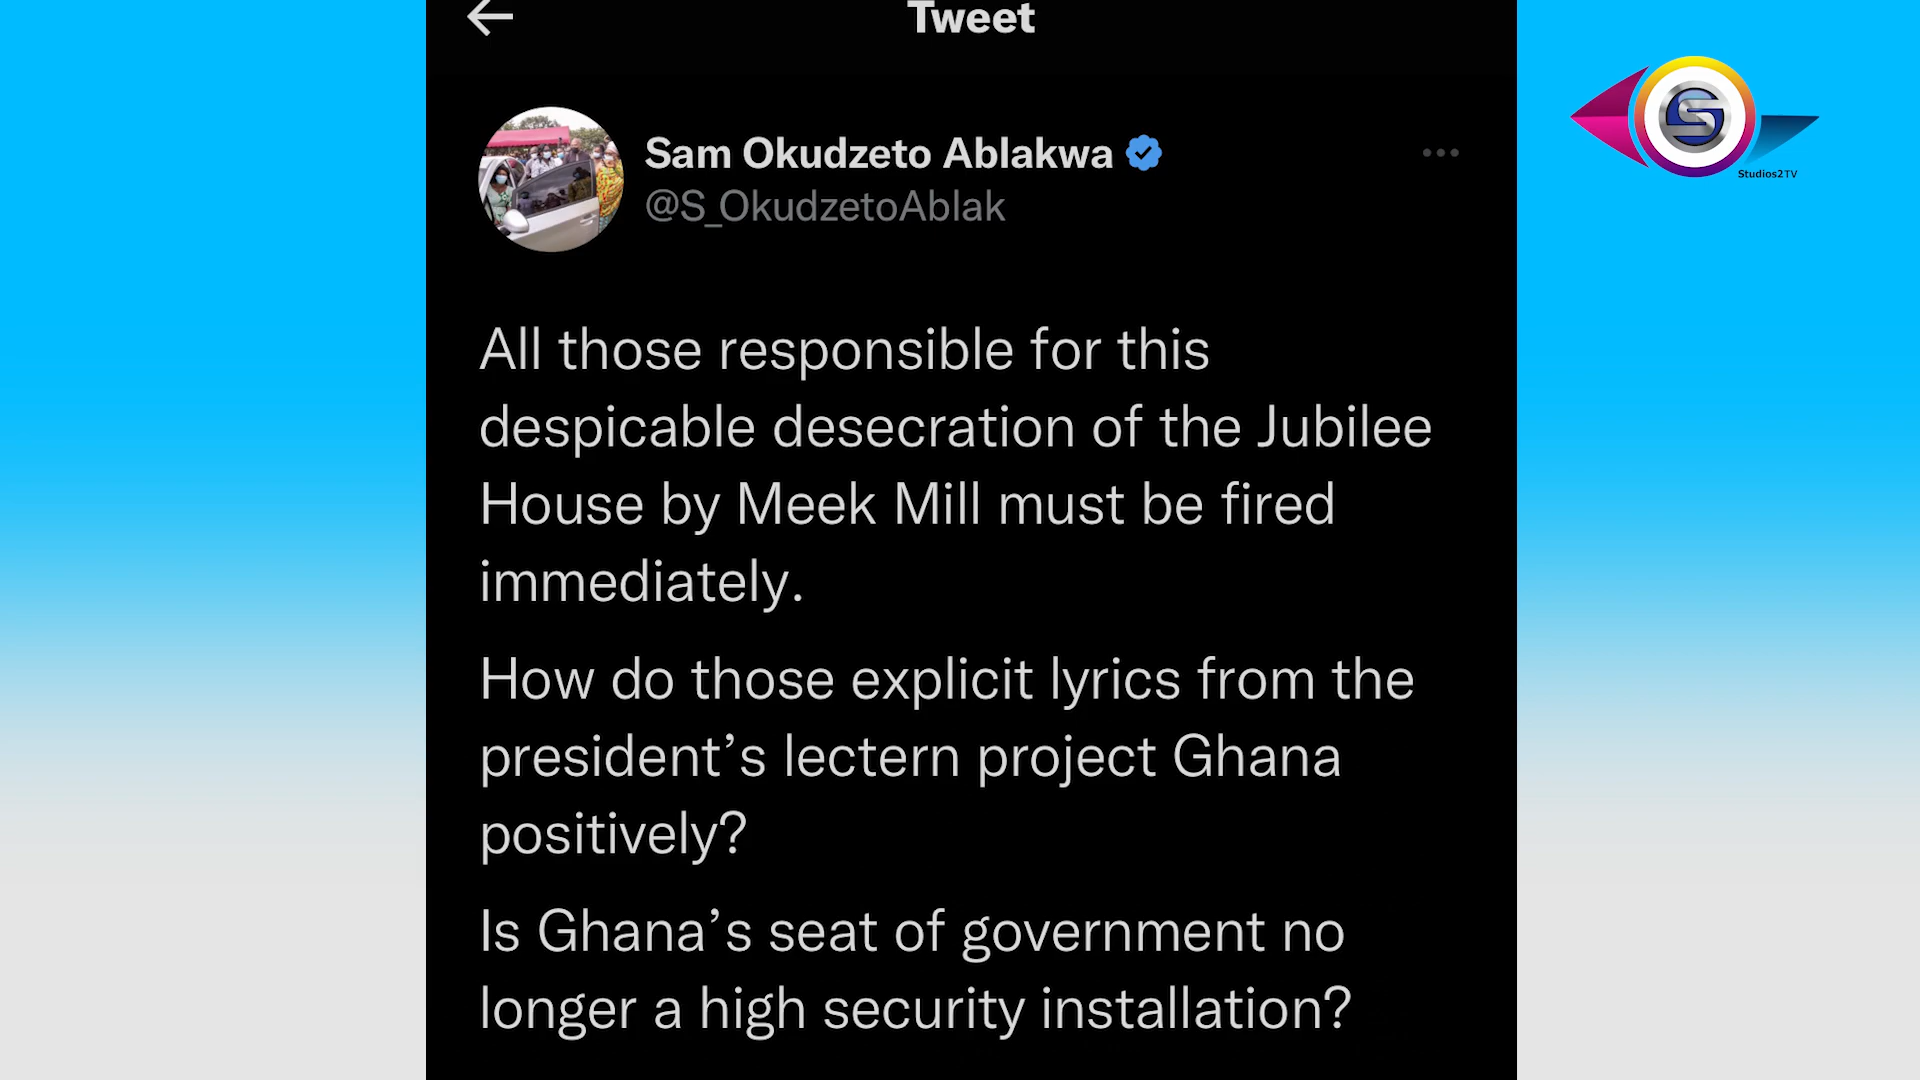 Tweet
Sam Okudzeto Ablakwa
@S_OkudzetoAblak
Studios2TV
All those responsible for this
despicable desecration of the Jubilee
House by Meek Mill must be fired
immediately.
How do those explicit lyrics from the
president’s lectern project Ghana
positively?
Is Ghana’s seat of government no
longer a high security installation?